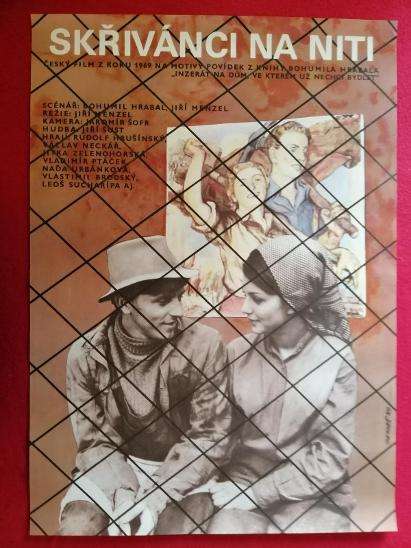 SKŘIVÁNCI NA NITI
ČESKÝ FILM Z ROKU 1969 NA MOTIVY POVÍDEK Z KNIHY BOHUMILA HRABALA
„INZERÁT NA DŮM, VE KTERÉM UŽ NECHCI BYDLET“
SCÉNÁŘ: BOHUMIL HRABAL, JIŘÍ MENZEL
REŽIE: JIŘÍ MENZEL
KAMERA: JAROMÍR ŠOFR
HUDBA: JIŘÍ ŠUST
HRAJÍ: RUDOLF HRUŠÍNSKÝ,
VÁCLAV NECKÁŘ,
JITKA ZELENOHORSKÁ,
VLADIMÍR PTÁČEK,
NAĎA URBÁNKOVÁ,
VLASTIMIL BRODSKÝ,
LEOŠ SUCHAŘÍPA AJ.